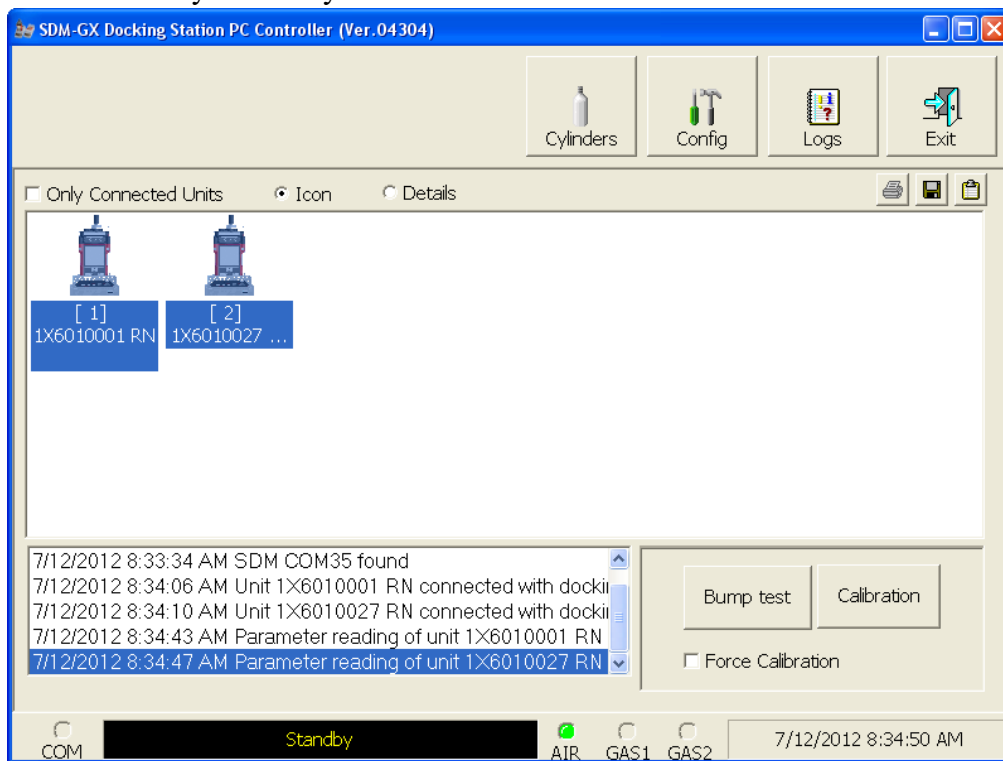 SDM-GX Docking Station PC Controller (Ver.04304)
Cylinders Config Logs Exit
Only Connected Units Icon Details
[ 1] [ 2]
1X6010001 RN 1X6010027 ...
7/12/2012 8:33:34 AM SDM COM35 found
7/12/2012 8:34:06 AM Unit 1X6010001 RN connected with docki
7/12/2012 8:34:10 AM Unit 1X6010027 RN connected with docki
7/12/2012 8:34:43 AM Parameter reading of unit 1X6010001 RN
7/12/2012 8:34:47 AM Parameter reading of unit 1X6010027 RN
Bump test Calibration
Force Calibration
COM Standby AIR GAS1 GAS2 7/12/2012 8:34:50 AM